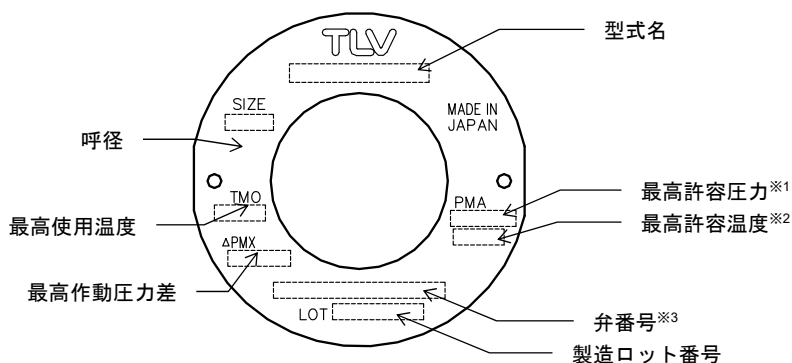 TLV
型式名
SIZE
MADE IN
JAPAN
呼径
TMO
PMA
最高許容圧力※1
最高使用温度
最高許容温度※2
ΔPMX
最高作動圧力差
LOT
弁番号※3
製造ロット番号